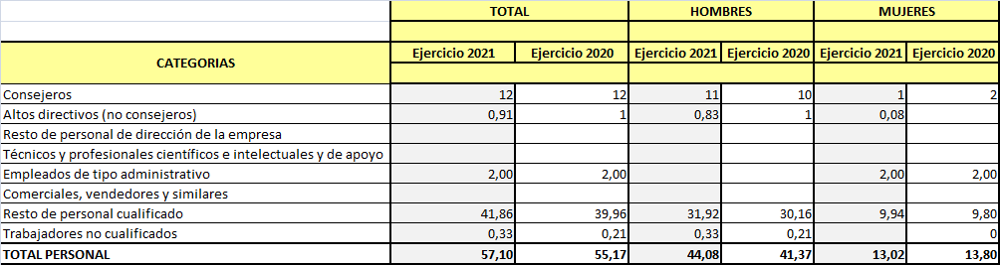 TOTAL HOMBRES MUJERES
CATEGORIAS Ejercicio 2021 Ejercicio 2020 Ejercicio 2021 Ejercicio 2020 Ejercicio 2021 Ejercicio 2020
Consejeros 12 12 11 10 1 2
Altos directivos (no consejeros) 0,91 1 0,83 1 0,08
Resto de personal de dirección de la empresa
Técnicos y profesionales científicos e intelectuales y de apoyo
Empleados de tipo administrativo 2,00 2,00 2,00 2,00
Comerciales, vendedores y similares
Resto de personal cualificado 41,86 39,96 31,92 30,16 9,94 9,80
Trabajadores no cualificados 0,33 0,21 0,33 0,21 0
TOTAL PERSONAL 57,10 55,17 44,08 41,37 13,02 13,80